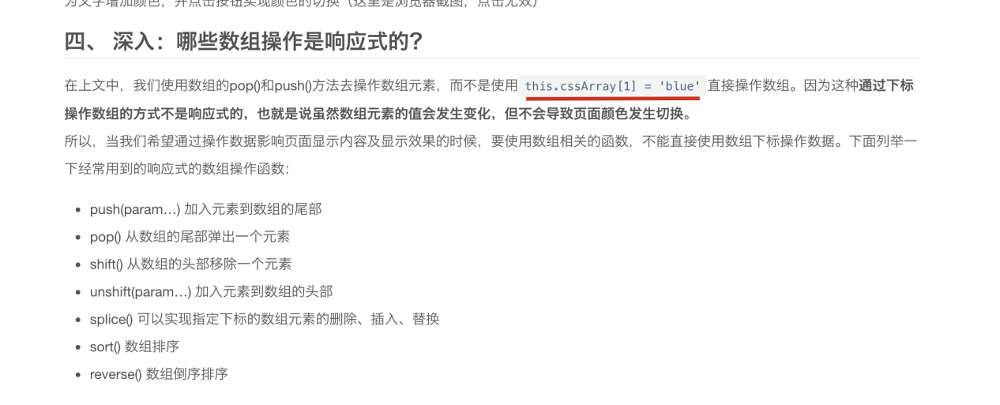 为文字增加颜色，并点击按钮实现颜色的切换（这里是浏览器截图，点击无效）
四、 深入：哪些数组操作是响应式的？
在上文中，我们使用数组的pop()和push()方法去操作数组元素，而不是使用 this.cssArray[1] = 'blue' 直接操作数组。因为这种通过下标
操作数组的方式不是响应式的，也就是说虽然数组元素的值会发生变化，但不会导致页面颜色发生切换。
所以，当我们希望通过操作数据影响页面显示内容及显示效果的时候，要使用数组相关的函数，不能直接使用数组下标操作数据。下面列举一
下经常用到的响应式的数组操作函数：
• push(param…) 加入元素到数组的尾部
• pop() 从数组的尾部弹出一个元素
• shift() 从数组的头部移除一个元素
• unshift(param…) 加入元素到数组的头部
• splice() 可以实现指定下标的数组元素的删除、插入、替换
• sort() 数组排序
• reverse() 数组倒序排序